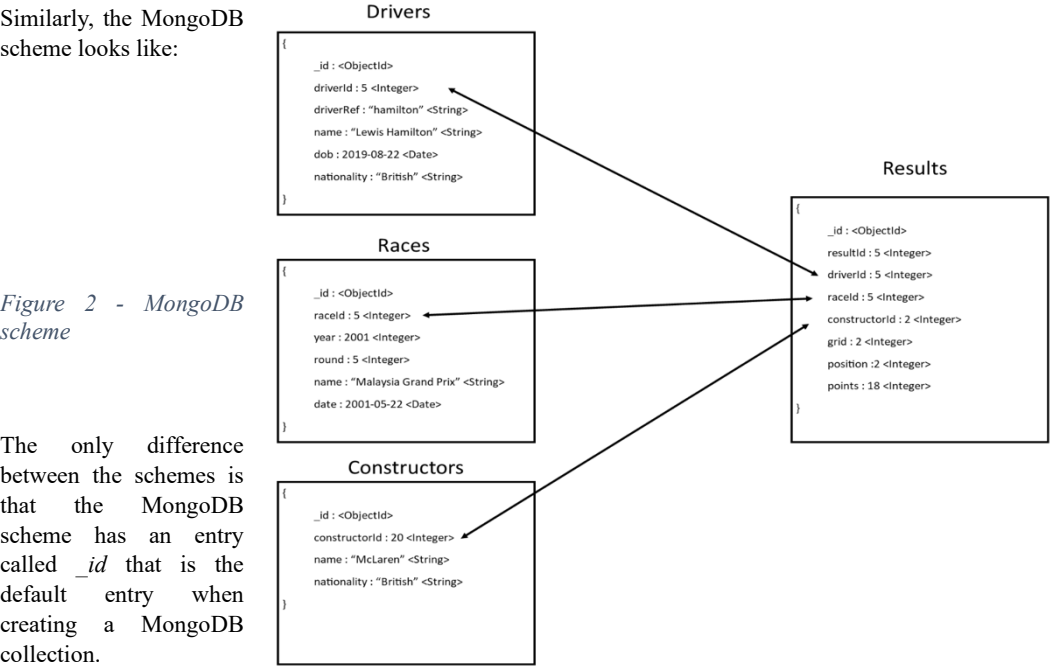 Similarly, the MongoDB
scheme looks like:
Figure 2 - MongoDB
scheme
The only difference
between the schemes is
that the MongoDB
scheme has an entry
called _id that is the
default entry when
creating a MongoDB
collection.
Drivers
{
_id : <ObjectId>
driverId : 5 <Integer>
driverRef : “hamilton” <String>
name : “Lewis Hamilton” <String>
dob : 2019-08-22 <Date>
nationality : “British” <String>
}
Races
{
_id : <ObjectId>
raceId : 5 <Integer>
year : 2001 <Integer>
round : 5 <Integer>
name : “Malaysia Grand Prix” <String>
date : 2001-05-22 <Date>
}
Constructors
{
_id : <ObjectId>
constructorId : 20 <Integer>
name : “McLaren” <String>
nationality : “British” <String>
}
Results
{
_id : <ObjectId>
resultId : 5 <Integer>
driverId : 5 <Integer>
raceId : 5 <Integer>
constructorId : 2 <Integer>
grid : 2 <Integer>
position :2 <Integer>
points : 18 <Integer>
}